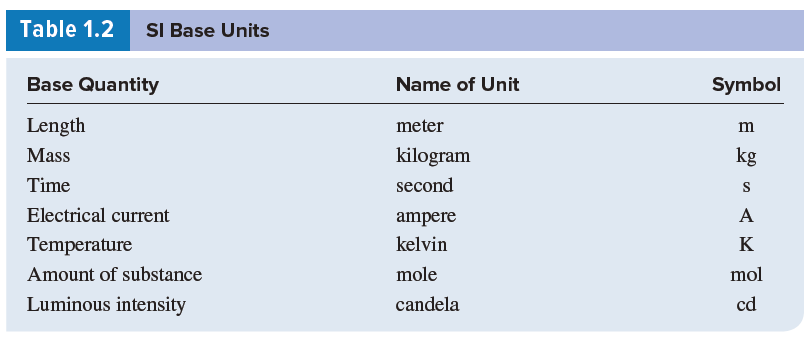 Table 1.2 SI Base Units
Base Quantity Name of Unit Symbol
Length meter m
Mass kilogram kg
Time second s
Electrical current ampere A
Temperature kelvin K
Amount of substance mole mol
Luminous intensity candela cd